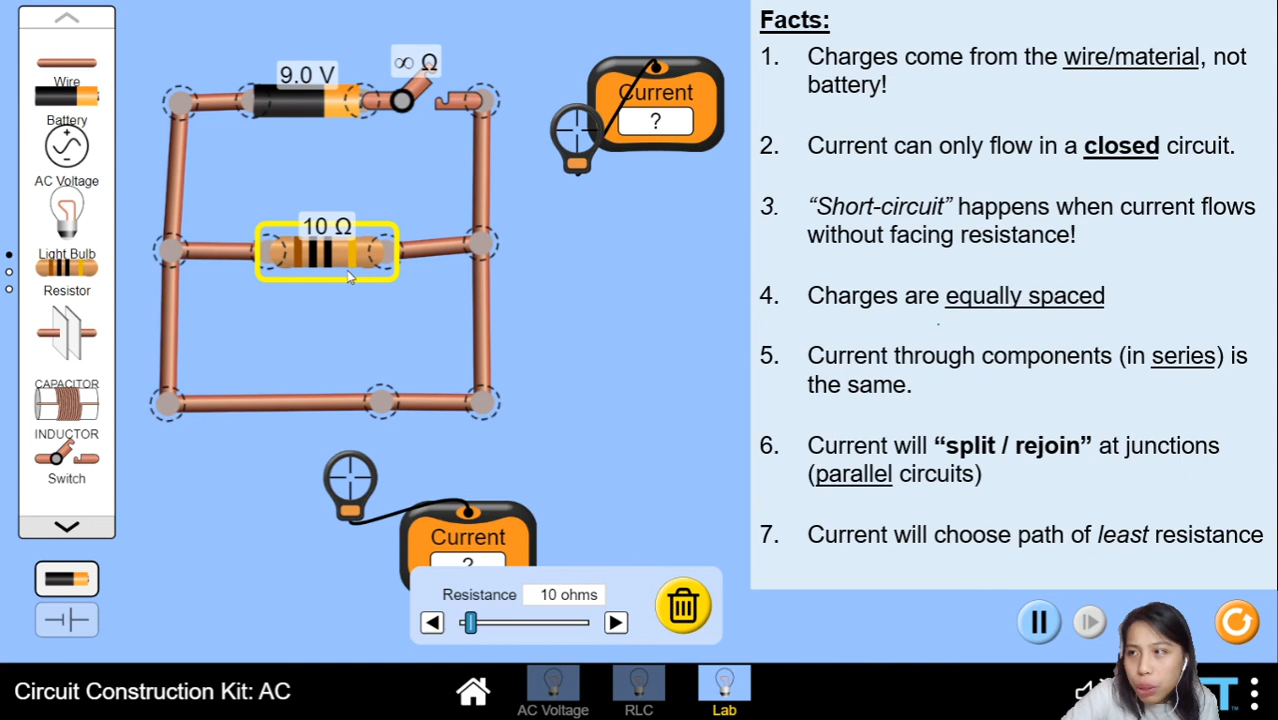 Wire
Battery
AC Voltage
Light Bulb
Resistor
CAPACITOR
INDUCTOR
Switch
9.0 V
∞ Ω
10 Ω
Current
?
Current
?
Resistance 10 ohms
Facts:
1. Charges come from the wire/material, not
battery!
2. Current can only flow in a closed circuit.
3. “Short-circuit” happens when current flows
without facing resistance!
4. Charges are equally spaced
5. Current through components (in series) is
the same.
6. Current will “split / rejoin” at junctions
(parallel circuits)
7. Current will choose path of least resistance
Circuit Construction Kit: AC
AC Voltage
RLC
Lab